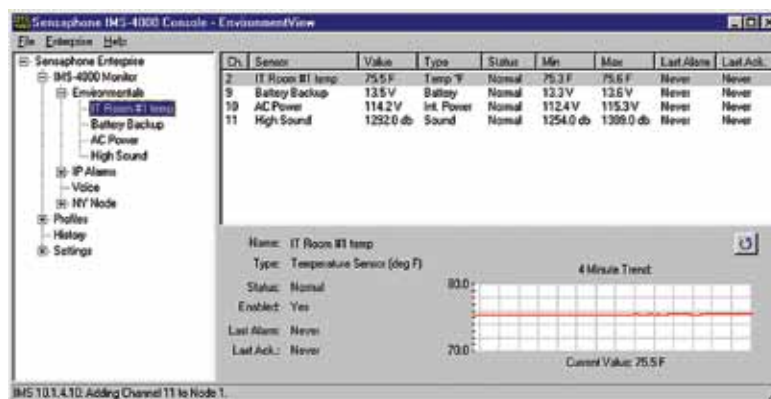 Sensaphone IMS-4000 Console - EnvironmentView
File Enterprise Help
Sensaphone Enterprise
IMS-4000 Monitor
Environmentals
IT Room #1 temp
Battery Backup
AC Power
High Sound
IP Alarms
Voice
NY Node
Profiles
History
Settings
Ch. Sensor Value Type Status Min Max Last Alarm Last Ack.
2 IT Room #1 temp 75.5 F Temp °F Normal 75.3 F 75.6 F Never Never
9 Battery Backup 13.5 V Battery Normal 13.3 V 13.6 V Never Never
10 AC Power 114.2 V Int. Power Normal 112.4 V 115.3 V Never Never
11 High Sound 1292.0 db Sound Normal 1254.0 db 1309.0 db Never Never
Name: IT Room #1 temp
Type: Temperature Sensor (deg F)
Status: Normal
Enabled: Yes
Last Alarm: Never
Last Ack.: Never
4 Minute Trend:
80.0
70.0
Current Value: 75.5 F
IMS 10.1.4.10: Adding Channel 11 to Node 1.